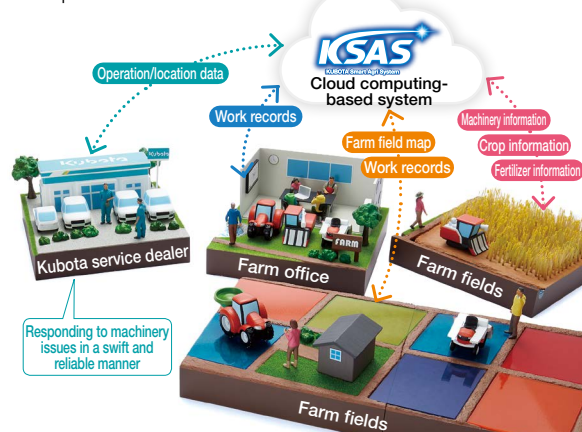 KSAS
KUBOTA Smart Agri System
Cloud computing-
based system
Operation/location data
Work records
Farm field map
Work records
Machinery information
Crop information
Fertilizer information
Kubota
Kubota
Kubota service dealer
FARM
Farm office
Farm fields
Responding to machinery
issues in a swift and
reliable manner
Farm fields